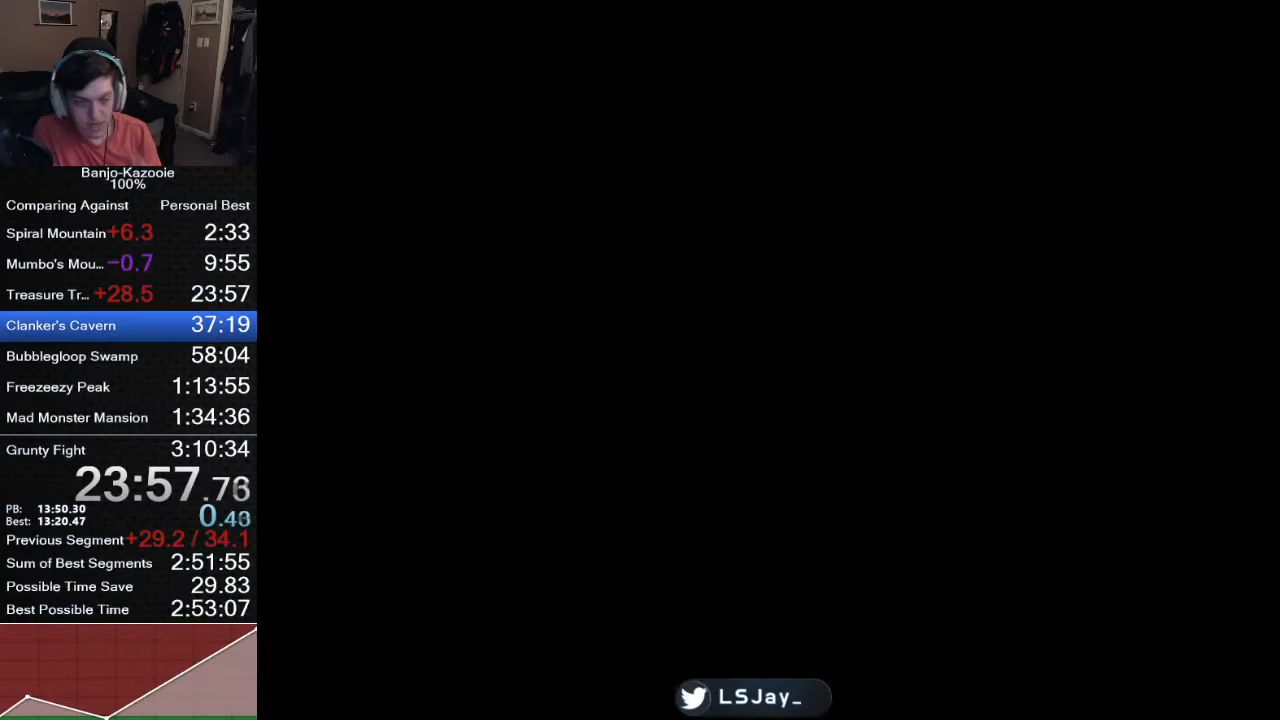 Banjo-Kazooie
100%
Comparing Against Personal Best
Spiral Mountain +6.3 2:33
Mumbo's Mou... −0.7 9:55
Treasure Tr... +28.5 23:57
Clanker's Cavern 37:19
Bubblegloop Swamp 58:04
Freezeezy Peak 1:13:55
Mad Monster Mansion 1:34:36
Grunty Fight 3:10:34
23:57.76
PB: 13:50.30
Best: 13:20.47 0.46
Previous Segment +29.2 / 34.1
Sum of Best Segments 2:51:55
Possible Time Save 29.83
Best Possible Time 2:53:07
LSJay_